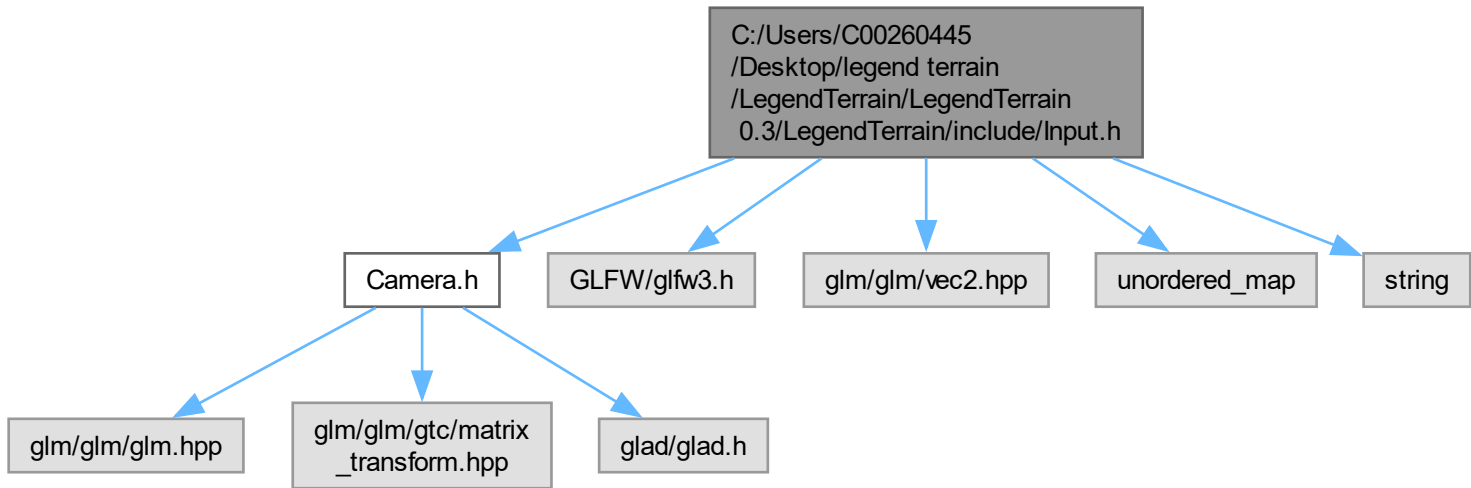 C:/Users/C00260445
/Desktop/legend terrain
/LegendTerrain/LegendTerrain
0.3/LegendTerrain/include/Input.h
Camera.h
GLFW/glfw3.h
glm/glm/vec2.hpp
unordered_map
string
glm/glm/glm.hpp
glm/glm/gtc/matrix
_transform.hpp
glad/glad.h